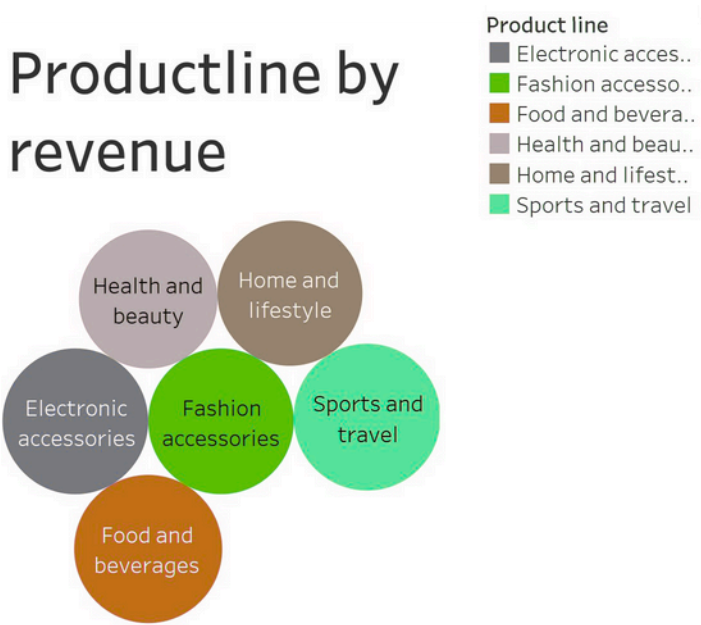 Productline by
revenue
Product line
Electronic acces..
Fashion accesso..
Food and bevera..
Health and beau..
Home and lifest..
Sports and travel
Health and
beauty
Home and
lifestyle
Electronic
accessories
Fashion
accessories
Sports and
travel
Food and
beverages